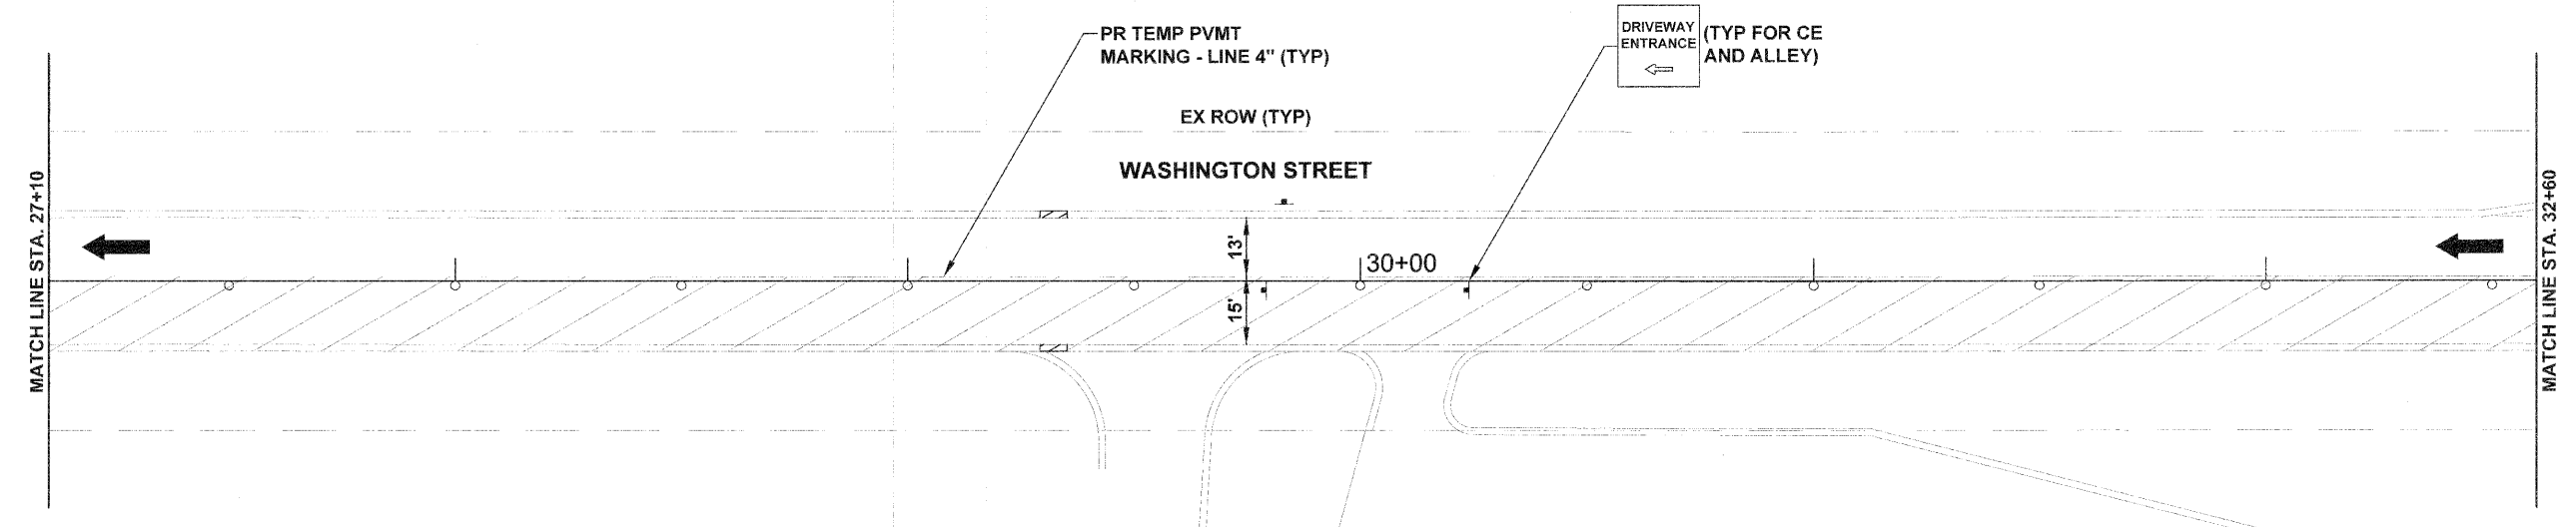 PR TEMP PVMT
MARKING - LINE 4" (TYP)
DRIVEWAY
ENTRANCE
(TYP FOR CE
AND ALLEY)
EX ROW (TYP)
WASHINGTON STREET
MATCH LINE STA. 27+10
13'
30+00
15'
MATCH LINE STA. 32+60